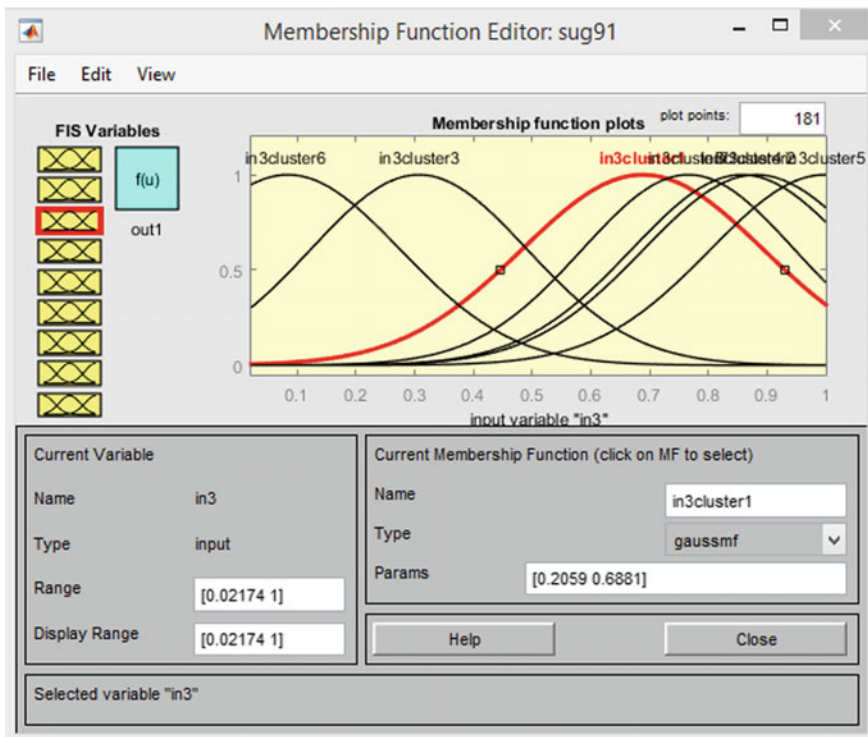 Membership Function Editor: sug91
File Edit View
FIS Variables
f(u)
out1
Membership function plots
plot points: 181
in3cluster6 in3cluster3 in3cluster1
1
0.5
0
0.1 0.2 0.3 0.4 0.5 0.6 0.7 0.8 0.9 1
input variable "in3"
Current Variable
Name in3
Type input
Range [0.02174 1]
Display Range [0.02174 1]
Current Membership Function (click on MF to select)
Name in3cluster1
Type gaussmf
Params [0.2059 0.6881]
Help Close
Selected variable "in3"